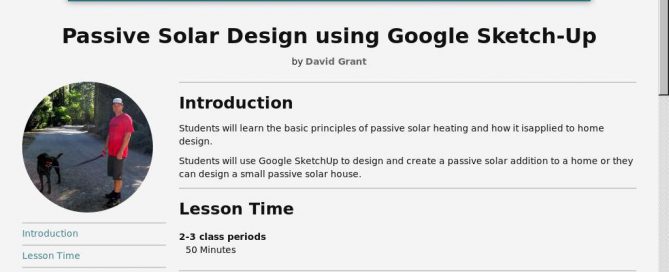 Passive Solar Design using Google Sketch-Up
by David Grant
Introduction
Students will learn the basic principles of passive solar heating and how it isapplied to home
design.
Students will use Google SketchUp to design and create a passive solar addition to a home or they
can design a small passive solar house.
Lesson Time
2-3 class periods
50 Minutes
Introduction
Lesson Time